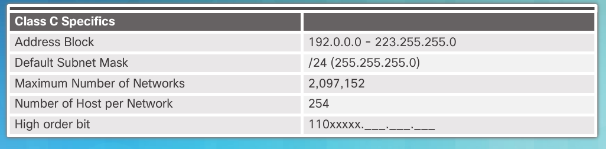 Class C Specifics
Address Block 192.0.0.0 - 223.255.255.0
Default Subnet Mask /24 (255.255.255.0)
Maximum Number of Networks 2,097,152
Number of Host per Network 254
High order bit 110xxxxx.___.___.___